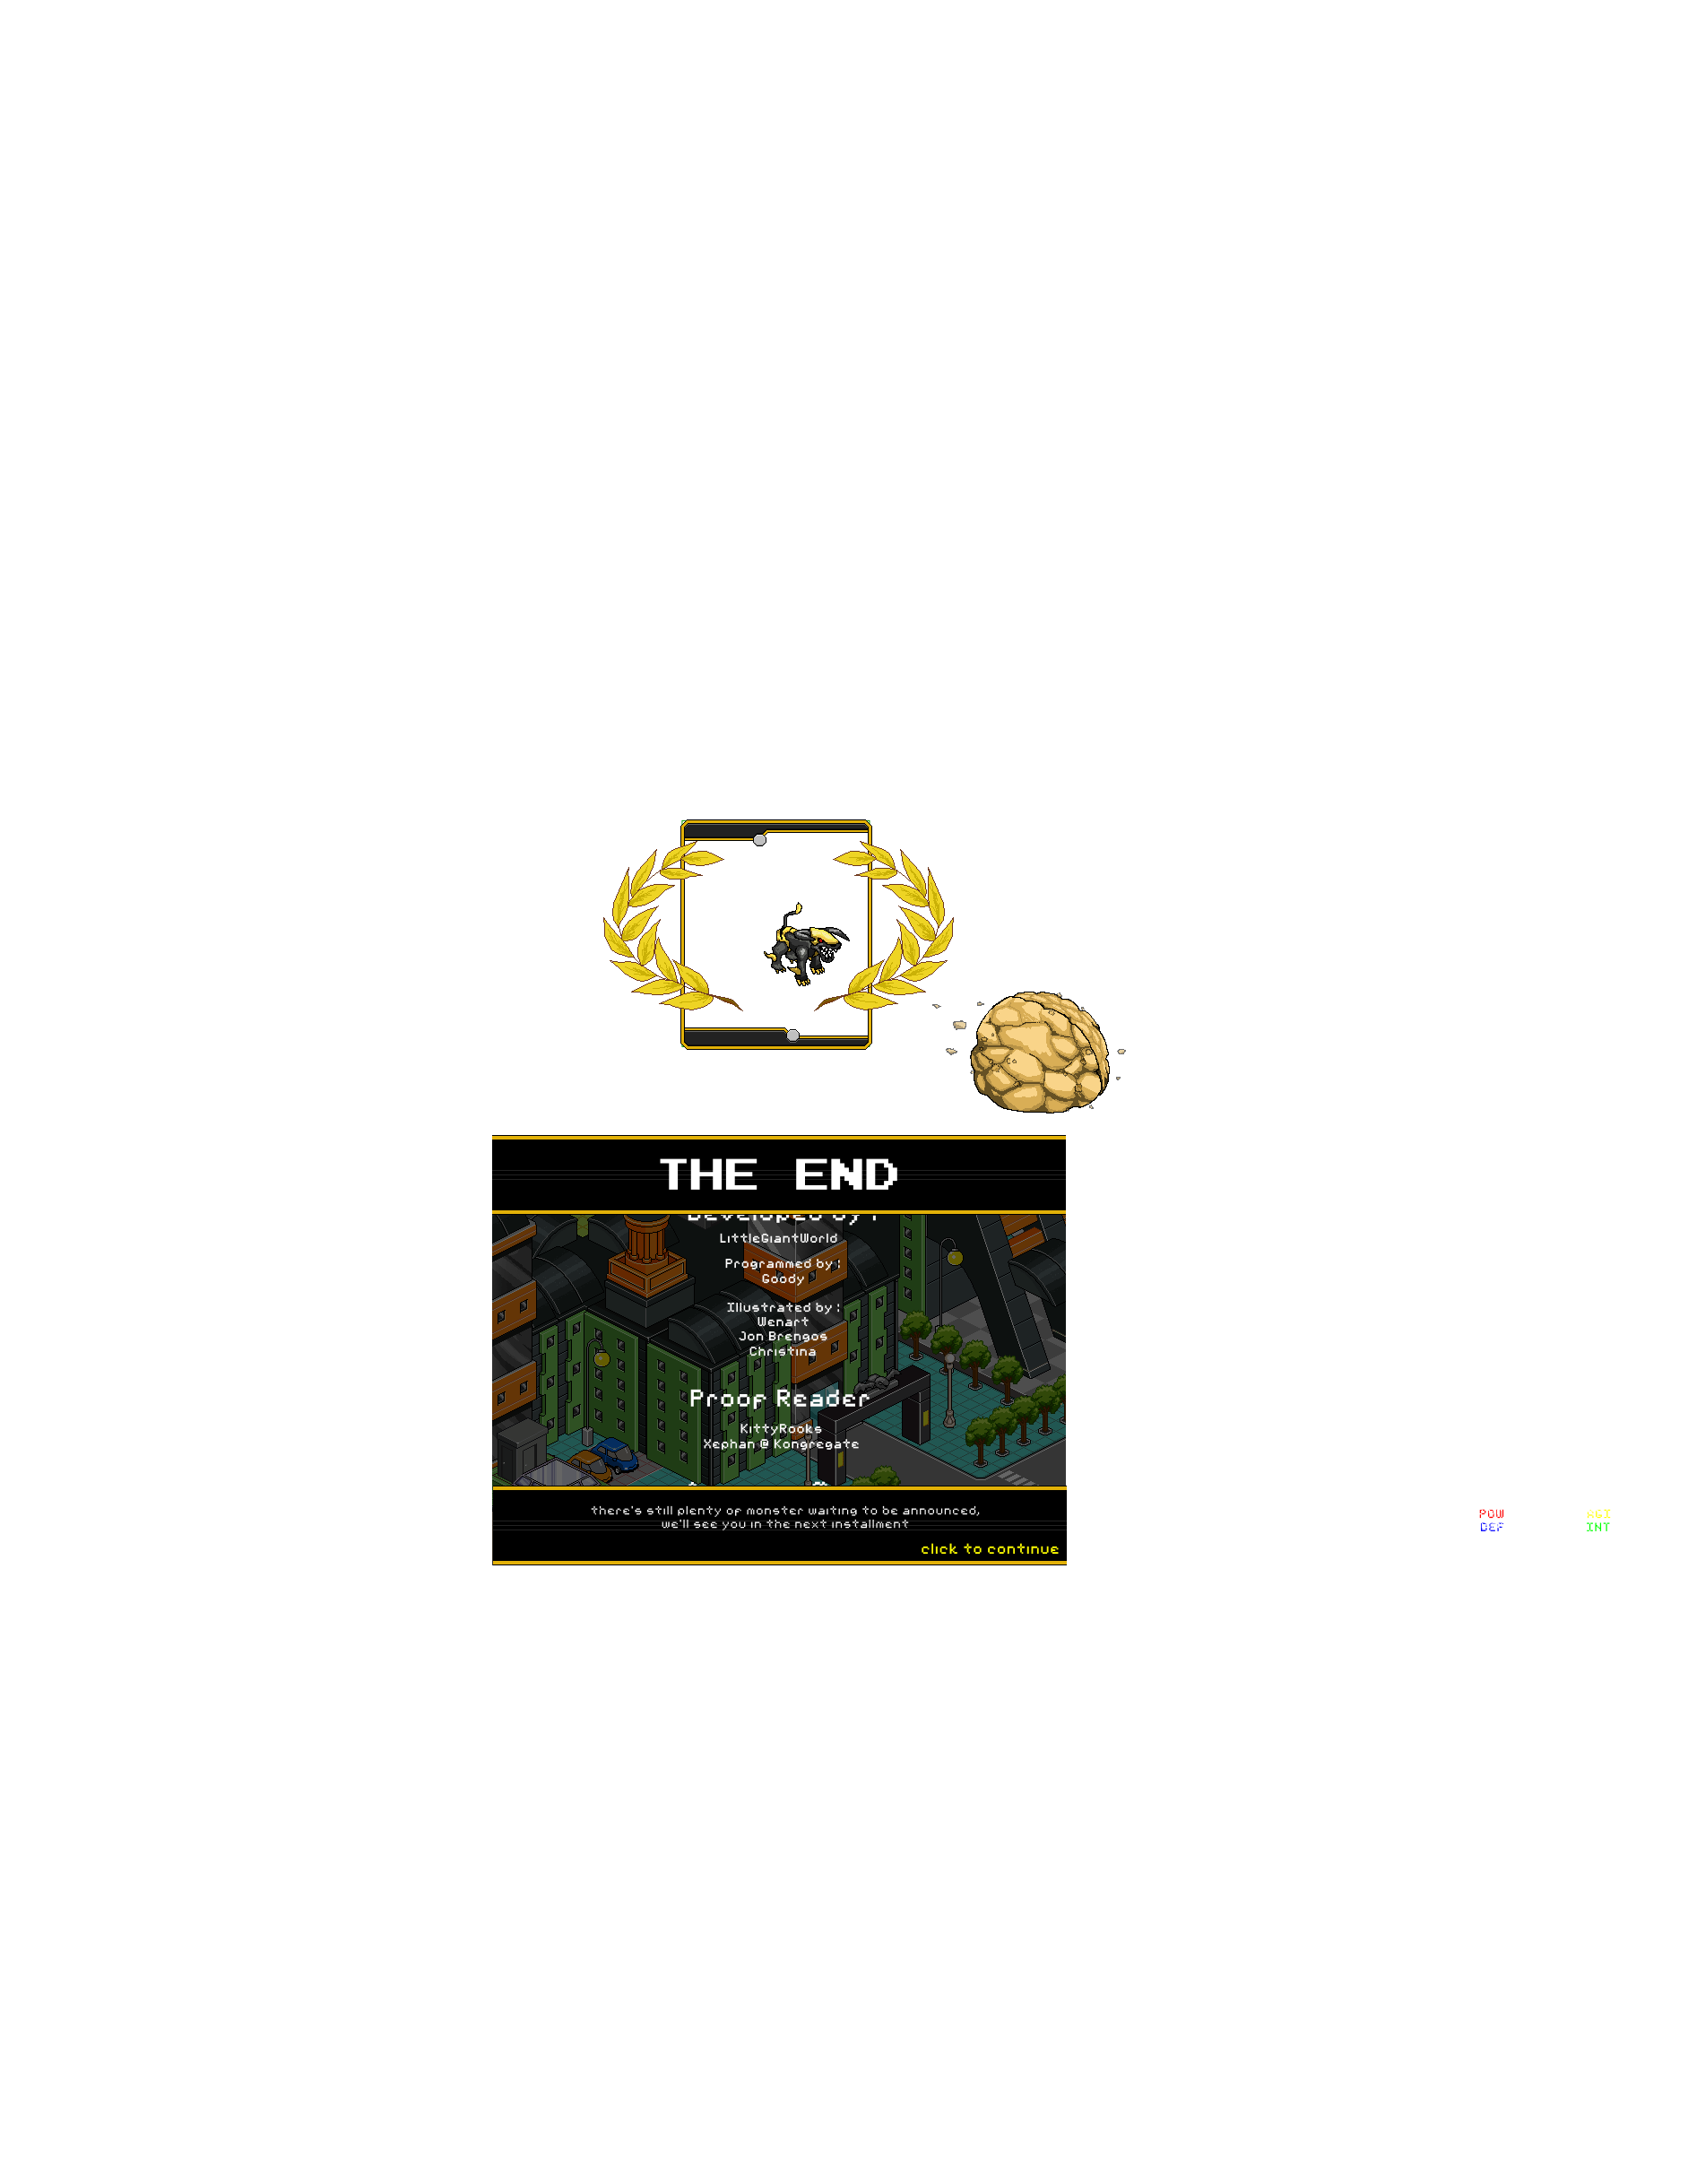 THE END
Developed by :
LittleGiantWorld
Programmed by :
Goody
Illustrated by :
Wenart
Jon Brengos
Christina
Proof Reader
KittyRooks
Xephan @ Kongregate
there's still plenty of monster waiting to be announced,
we'll see you in the next installment
click to continue
POW AGI
DEF INT